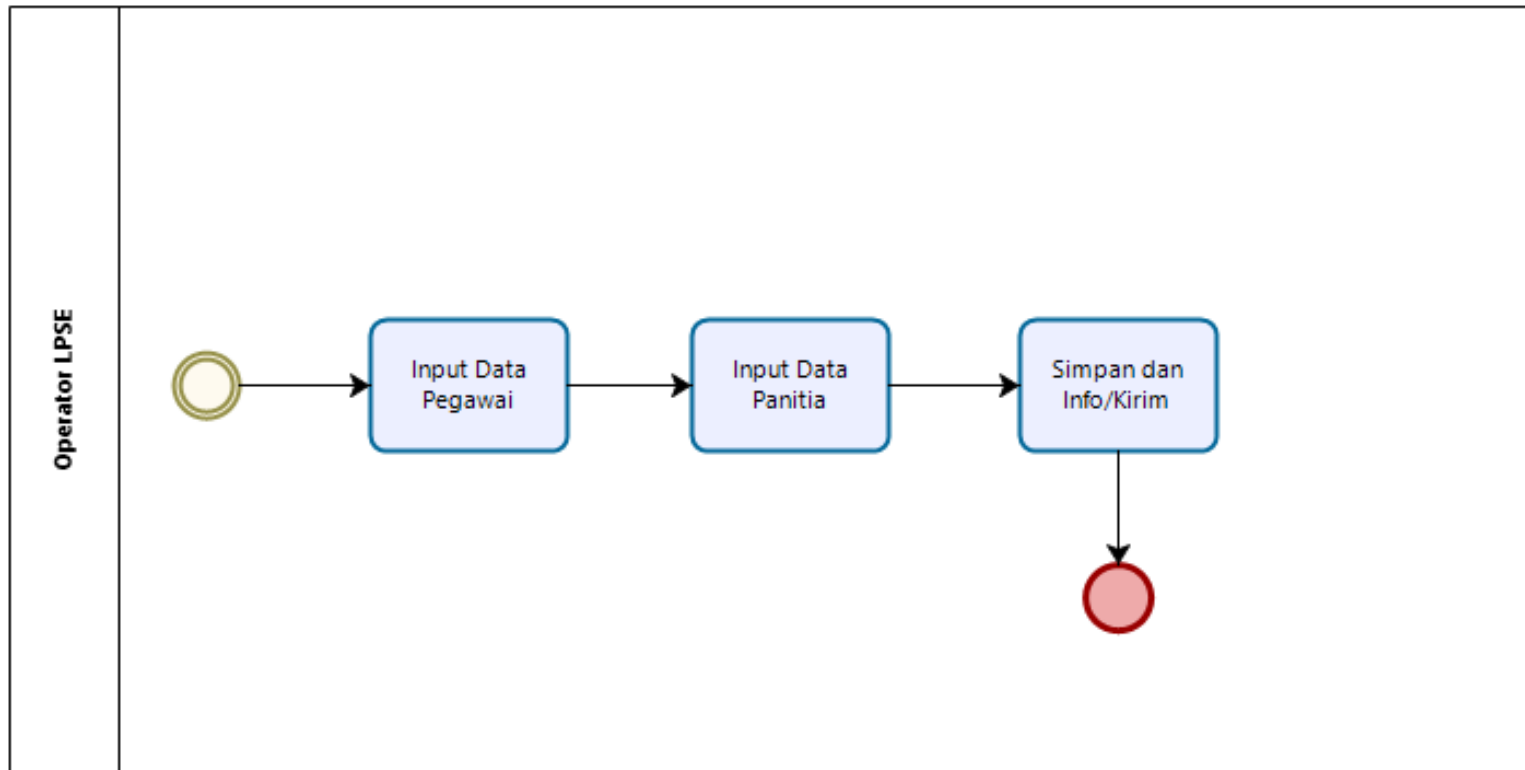 Operator LPSE
Input Data
Pegawai
Input Data
Panitia
Simpan dan
Info/Kirim